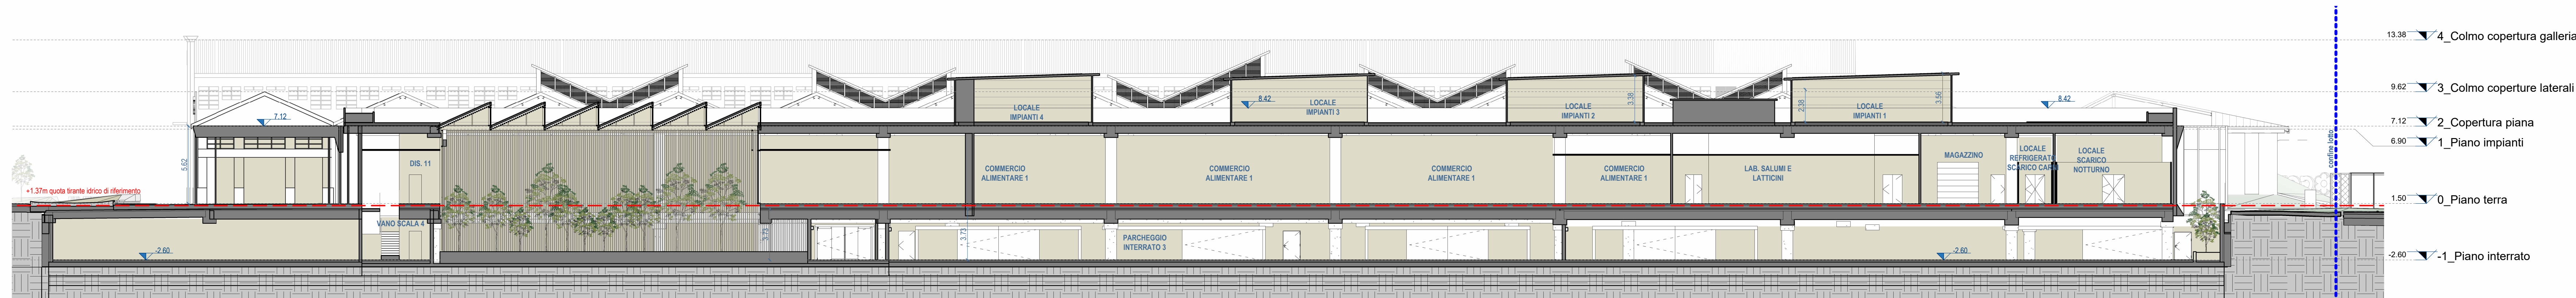 13.38 4_Colmo copertura galleria
9.62 3_Colmo coperture laterali
7.12 2_Copertura piana
6.90 1_Piano impianti
1.50 0_Piano terra
-2.60 -1_Piano interrato
confine lotto
LOCALE
IMPIANTI 4
8.42
LOCALE
IMPIANTI 3
LOCALE
IMPIANTI 2
3.38
2.38
LOCALE
IMPIANTI 1
3.56
8.42
7.12
5.62
DIS. 11
COMMERCIO
ALIMENTARE 1
COMMERCIO
ALIMENTARE 1
COMMERCIO
ALIMENTARE 1
COMMERCIO
ALIMENTARE 1
LAB. SALUMI E
LATTICINI
MAGAZZINO
LOCALE
REFRIGERATO
SCARICO CARNI
LOCALE
SCARICO
NOTTURNO
+1.37m quota tirante idrico di riferimento
VANO SCALA 4
-2.60
3.73
3.73
PARCHEGGIO
INTERRATO 3
-2.60